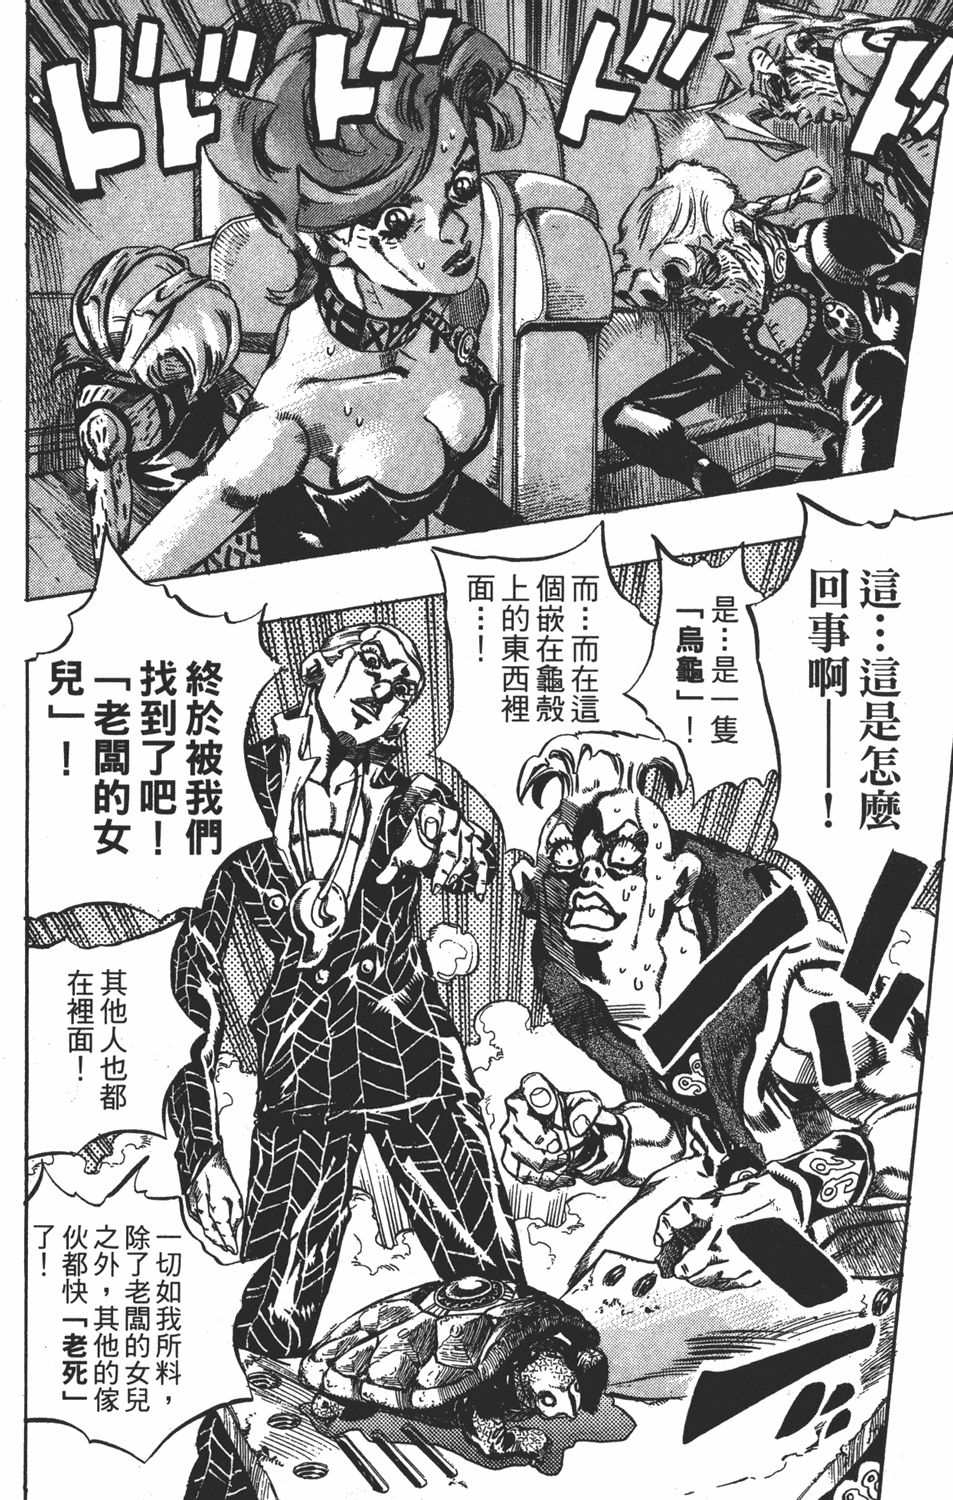 ドドドド ドド
這…這是怎麼
回事啊——！
是…是一隻
「烏龜」！
而…而在這
個嵌在龜殼
上的東西裡
面…！
終於被我們
找到了吧！
「老闆的女
兒」！
其他人也都
在裡面！
一切如我所料，
除了老闆的女兒
之外，其他的傢
伙都快「老死」
了！